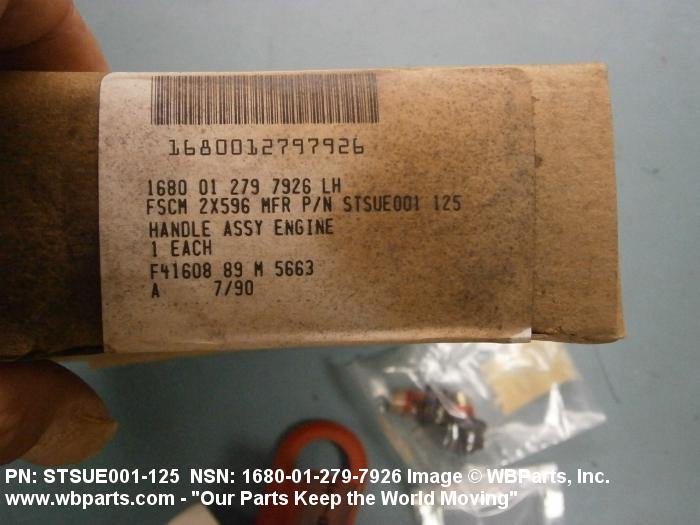 1680012797926
1680 01 279 7926 LH
FSCM 2X596 MFR P/N STSUE001 125
HANDLE ASSY ENGINE
1 EACH
F41608 89 M 5663
A 7/90
PN: STSUE001-125 NSN: 1680-01-279-7926 Image © WBParts, Inc.
www.wbparts.com - "Our Parts Keep the World Moving"